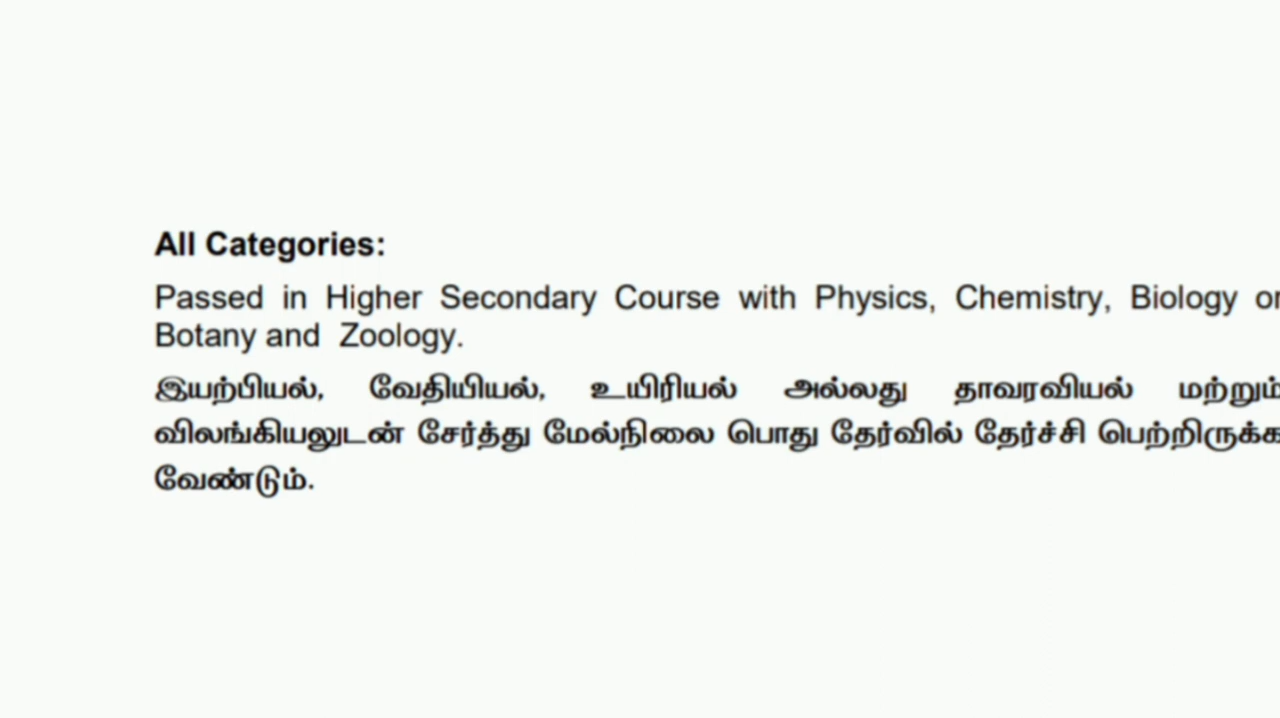 All Categories:
Passed in Higher Secondary Course with Physics, Chemistry, Biology or
Botany and Zoology.
இயற்பியல், வேதியியல், உயிரியல் அல்லது தாவரவியல் மற்றும்
விலங்கியலுடன் சேர்த்து மேல்நிலை பொது தேர்வில் தேர்ச்சி பெற்றிருக்க
வேண்டும்.